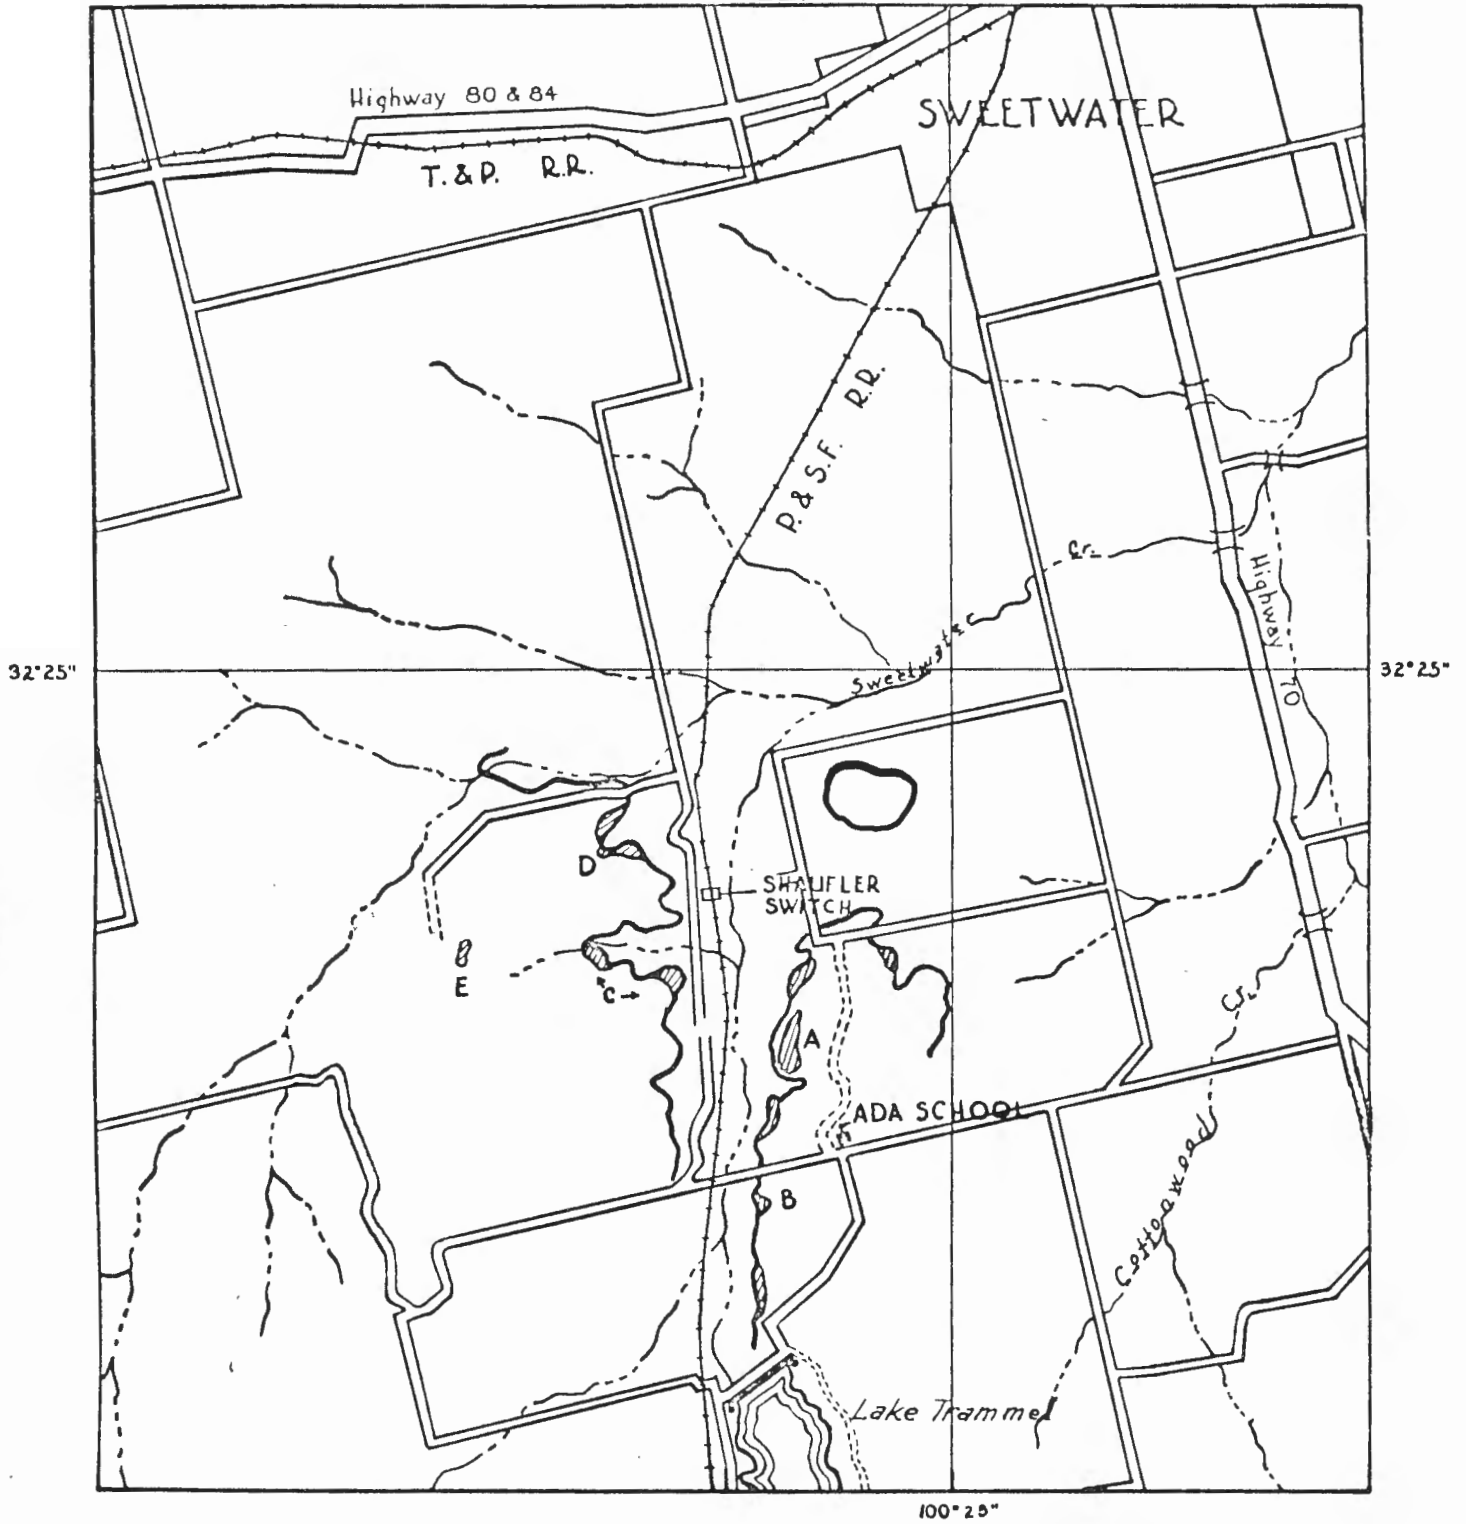 Highway 80 & 84
SWEETWATER
T. & P. R.R.
P. & S.F. R.R.
Sweetwater Cr.
Highway 70
32°25"
32°25"
D
SHAUFLER
SWITCH
E
C
A
Cr.
ADA SCHOOL
B
Cottonwood
Lake Trammel
100°25"